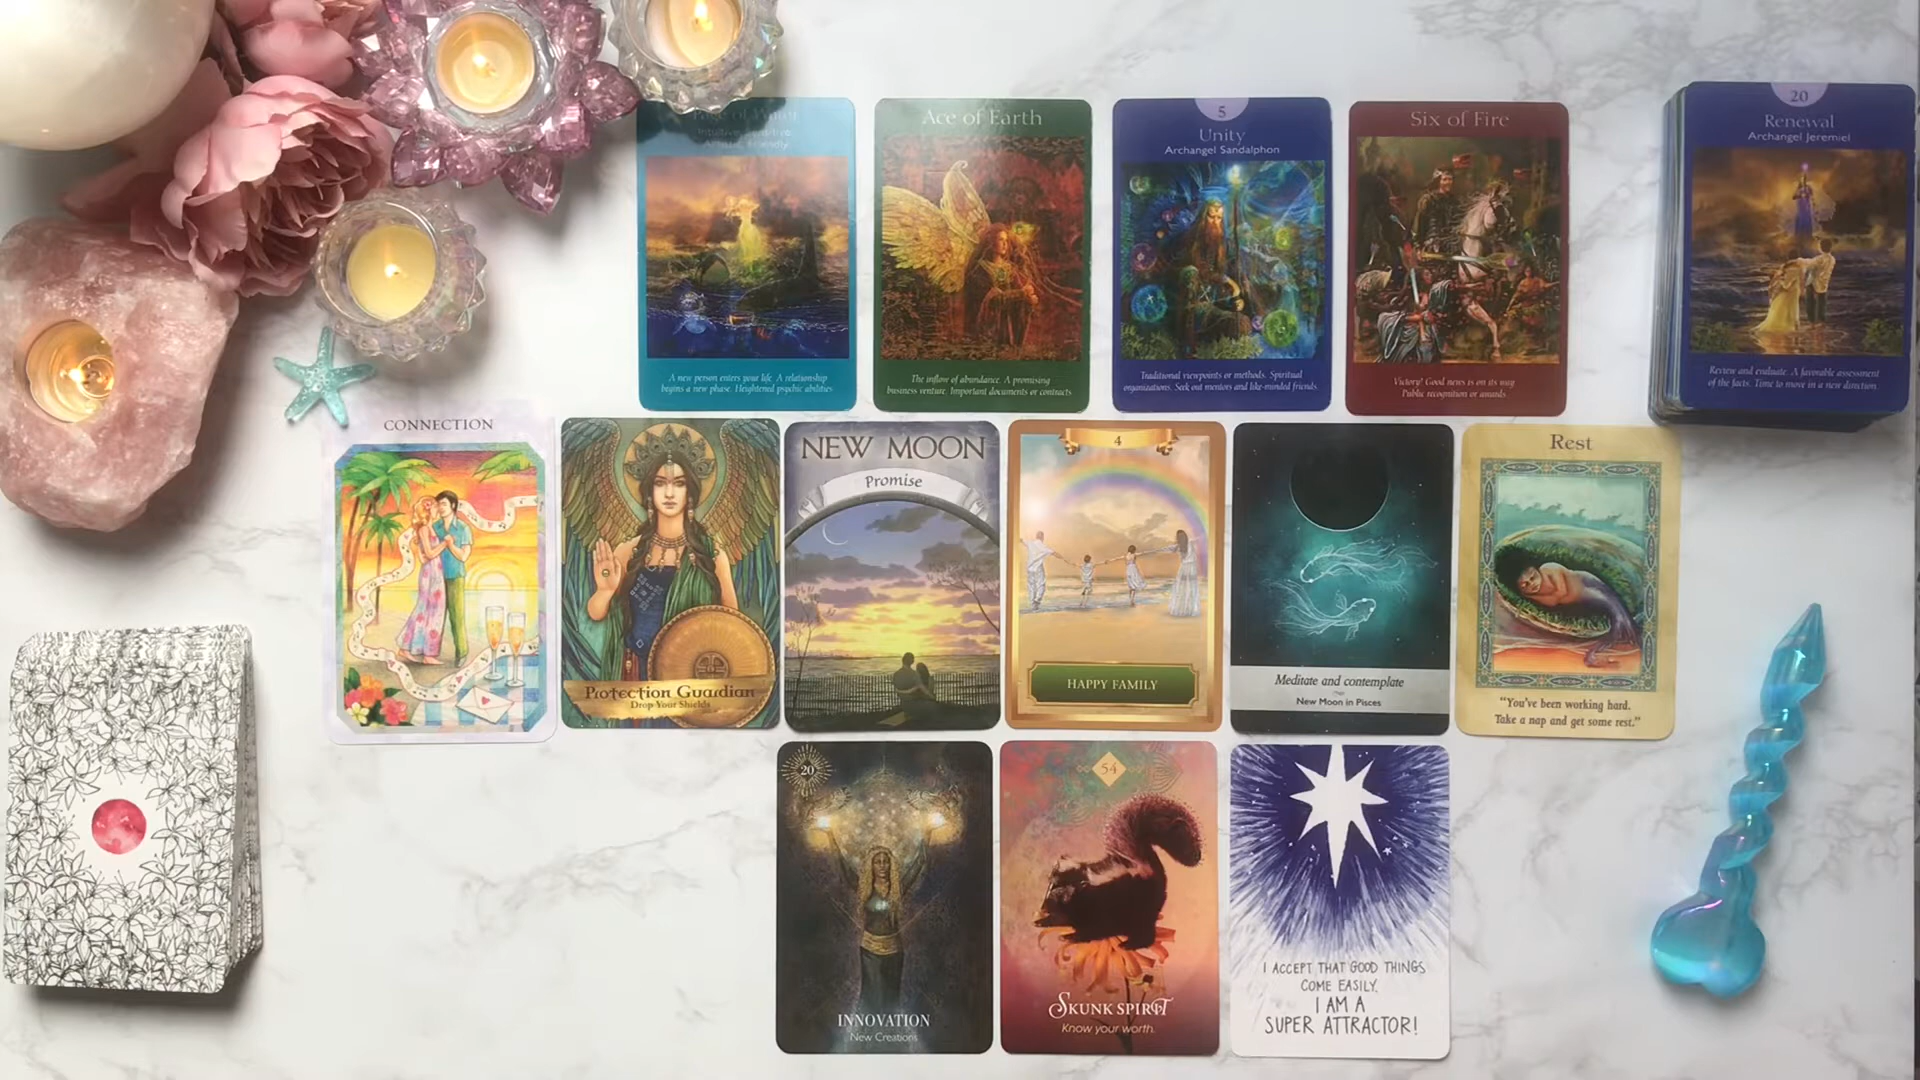 Intuitive. Sensitive.
Artistic. Friendly
A new person enters your life. A relationship
begins a new phase. Heightened psychic abilities
Ace of Earth
The inflow of abundance. A promising
business venture. Important documents or contracts
5
Unity
Archangel Sandalphon
Traditional viewpoints or methods. Spiritual
organizations. Seek out mentors and like-minded friends.
Six of Fire
Victory! Good news is on its way
Public recognition or awards.
20
Renewal
Archangel Jeremiel
Review and evaluate. A favorable assessment
of the facts. Time to move in a new direction
CONNECTION
Protection Guardian
Drop Your Shields
NEW MOON
Promise
4
HAPPY FAMILY
Meditate and contemplate
New Moon in Pisces
Rest
"You've been working hard.
Take a nap and get some rest."
20
INNOVATION
New Creations
54
SKUNK SPIRIT
Know your worth.
I ACCEPT THAT GOOD THINGS
COME EASILY.
I AM A
SUPER ATTRACTOR!